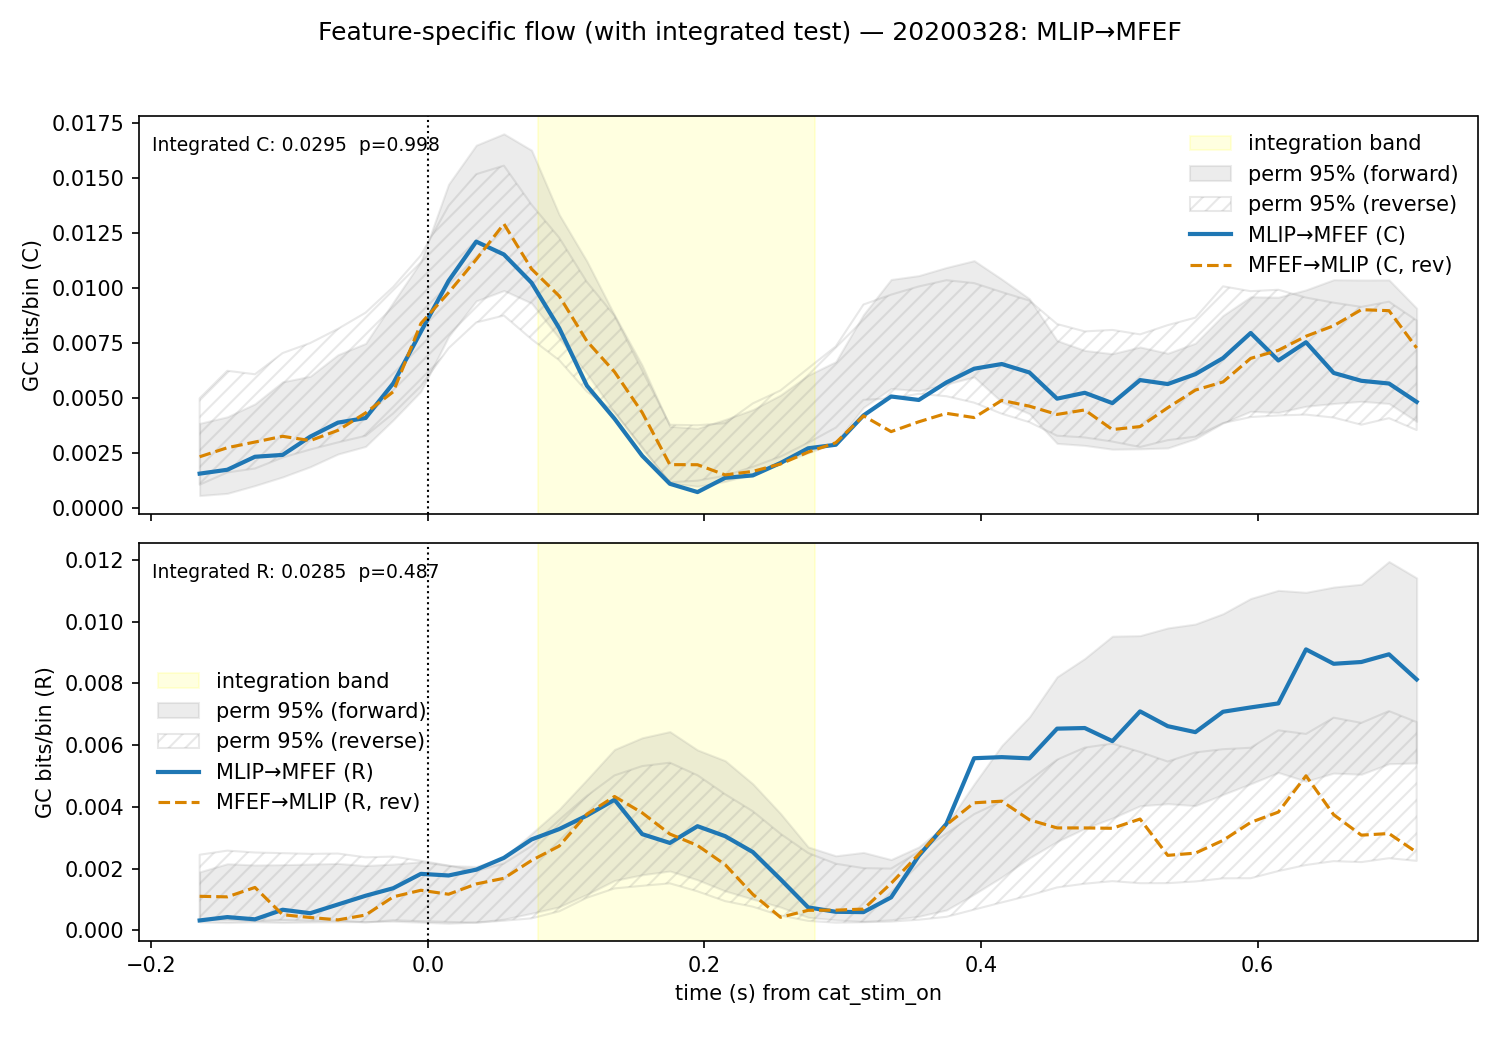 Feature-specific flow (with integrated test) — 20200328: MLIP→MFEF
Integrated C: 0.0295  p=0.998
integration band
perm 95% (forward)
perm 95% (reverse)
MLIP→MFEF (C)
MFEF→MLIP (C, rev)
GC bits/bin (C)
0.0175
0.0150
0.0125
0.0100
0.0075
0.0050
0.0025
0.0000
Integrated R: 0.0285  p=0.487
integration band
perm 95% (forward)
perm 95% (reverse)
MLIP→MFEF (R)
MFEF→MLIP (R, rev)
GC bits/bin (R)
0.012
0.010
0.008
0.006
0.004
0.002
0.000
−0.2 0.0 0.2 0.4 0.6
time (s) from cat_stim_on